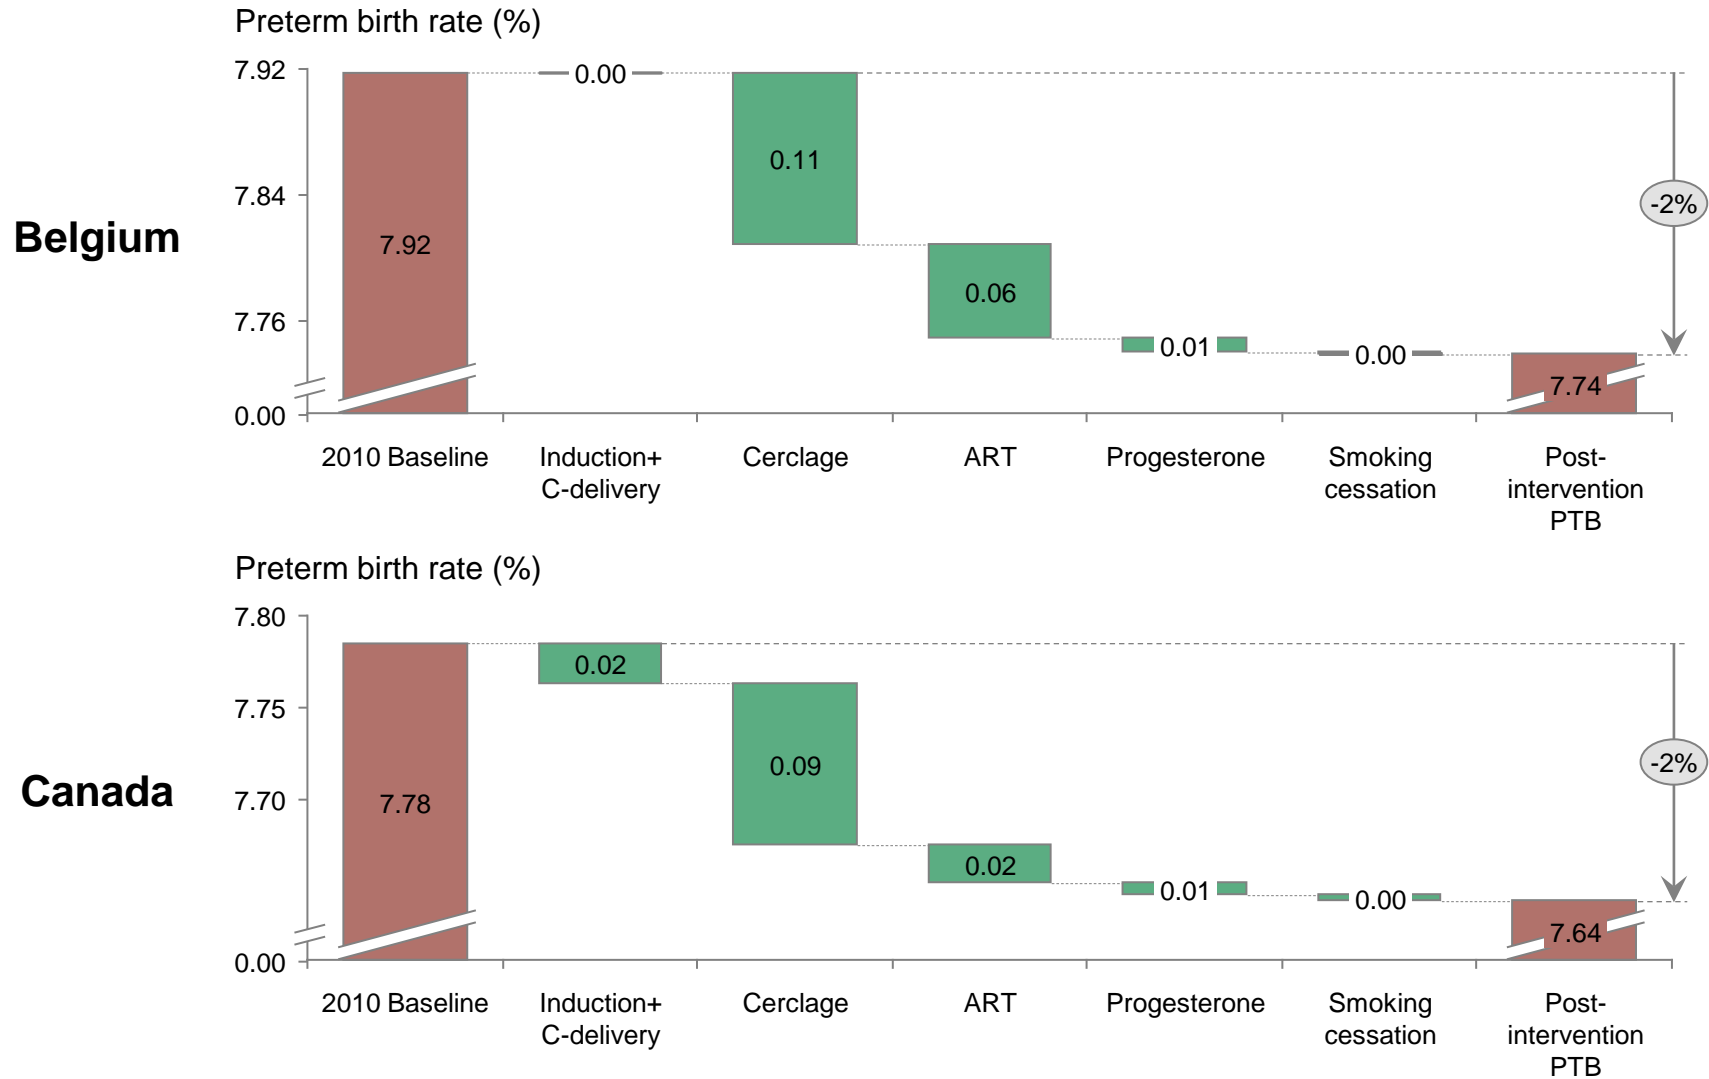 Preterm birth rate (%)
7.92
0.00
0.11
7.84
-2%
Belgium
7.92
0.06
7.76
0.01
0.00
7.74
0.00
2010 Baseline
Induction+
C-delivery
Cerclage
ART
Progesterone
Smoking
cessation
Post-
intervention
PTB
Preterm birth rate (%)
7.80
0.02
7.75
0.09
-2%
Canada
7.70
7.78
0.02
0.01
0.00
7.64
0.00
2010 Baseline
Induction+
C-delivery
Cerclage
ART
Progesterone
Smoking
cessation
Post-
intervention
PTB